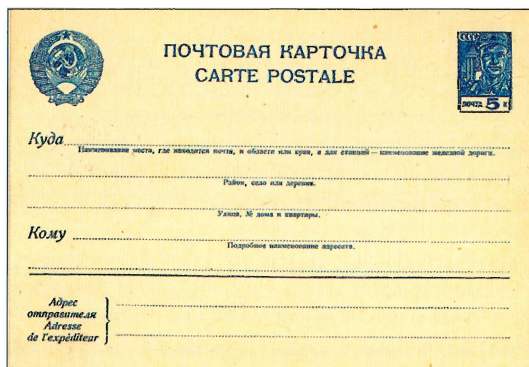 ПОЧТОВАЯ КАРТОЧКА
CARTE POSTALE
СССР
ПОЧТА 5 К
Куда
Наименование места, где находится почта, и области или края, а для станций — наименование железной дороги.
Район, село или деревня.
Улица, № дома и квартиры.
Кому
Подробное наименование адресата.
Адрес
отправителя
Adresse
de l'expéditeur